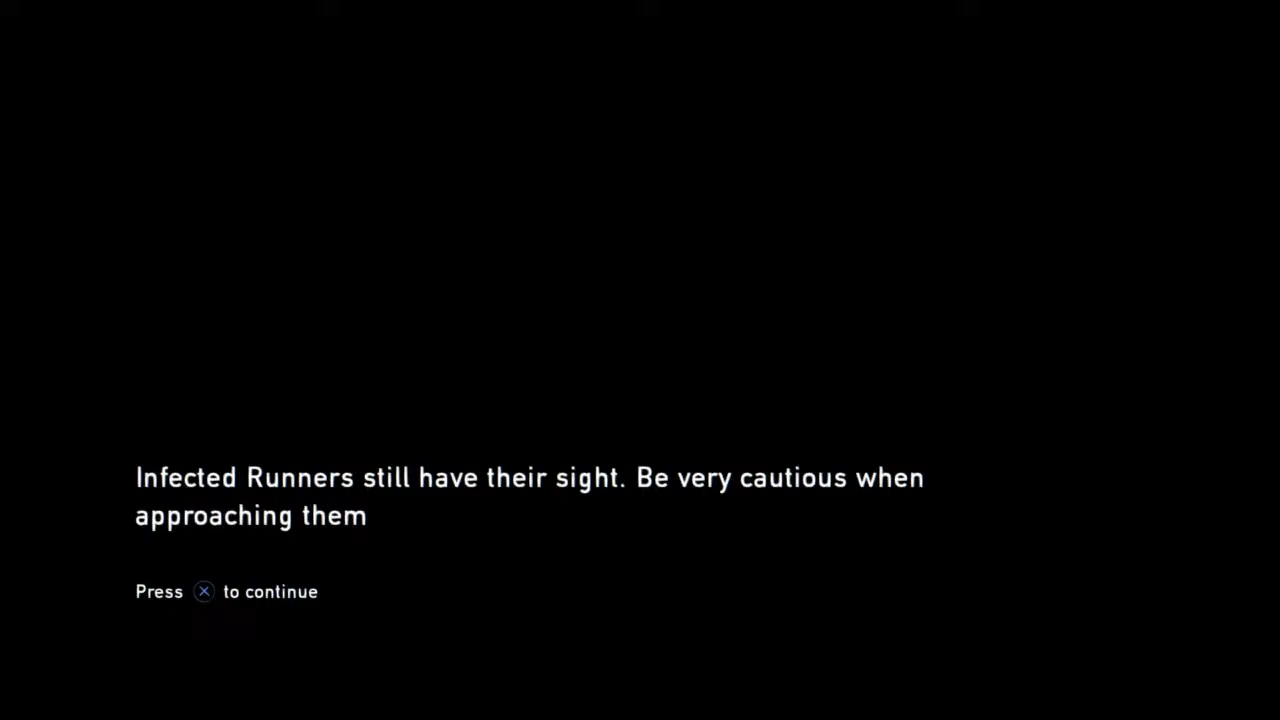 Infected Runners still have their sight. Be very cautious when
approaching them
Press ⓧ to continue